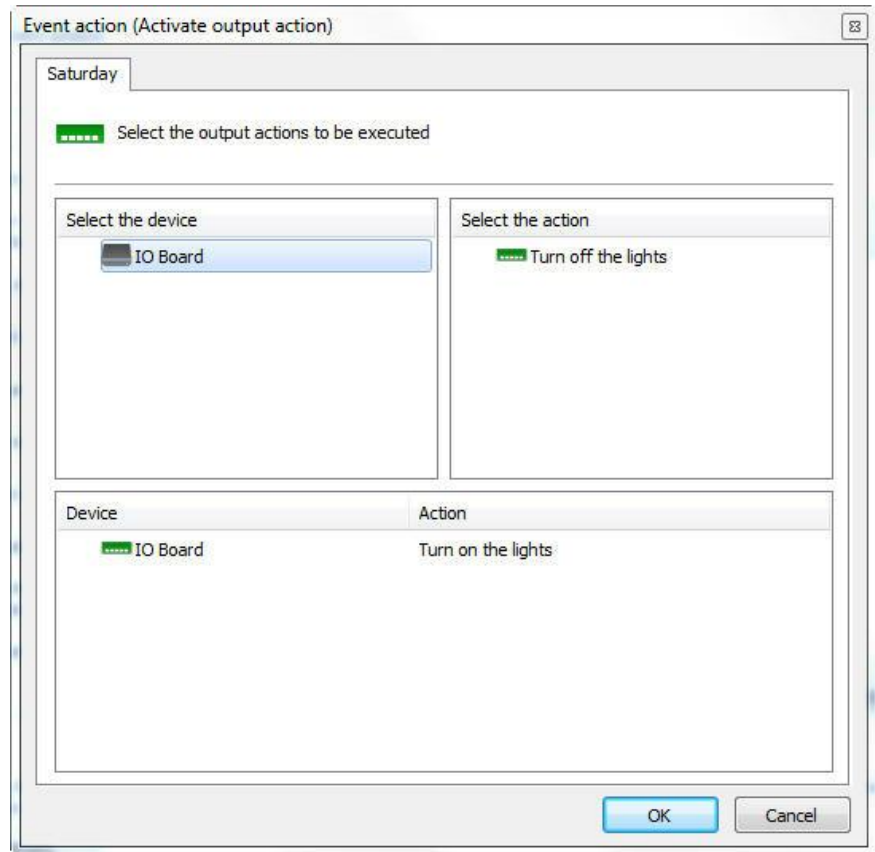 Event action (Activate output action)
Saturday
Select the output actions to be executed
Select the device
IO Board
Select the action
Turn off the lights
Device Action
IO Board Turn on the lights
OK Cancel